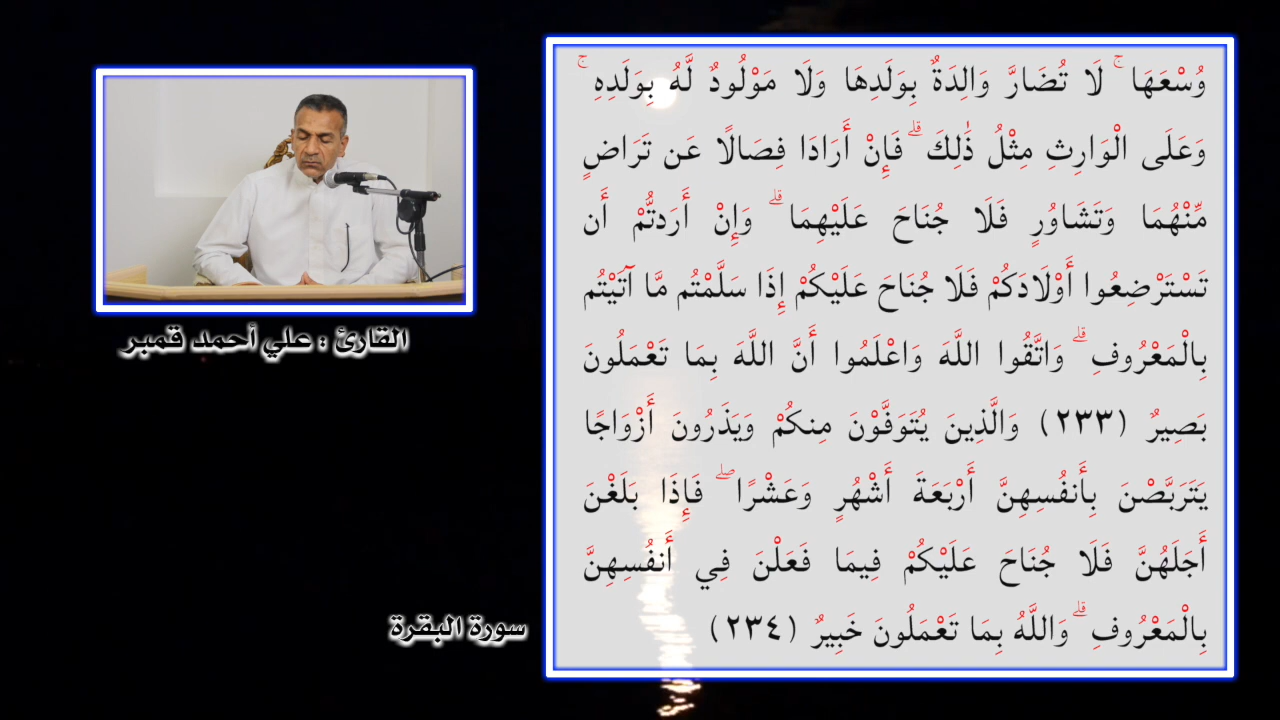 وُسْعَهَا ۚ لَا تُضَارَّ وَالِدَةٌ بِوَلَدِهَا وَلَا مَوْلُودٌ لَّهُ بِوَلَدِهِ ۚ
وَعَلَى الْوَارِثِ مِثْلُ ذَٰلِكَ ۗ فَإِنْ أَرَادَا فِصَالًا عَن تَرَاضٍ
مِّنْهُمَا وَتَشَاوُرٍ فَلَا جُنَاحَ عَلَيْهِمَا ۗ وَإِنْ أَرَدتُّمْ أَن
تَسْتَرْضِعُوا أَوْلَادَكُمْ فَلَا جُنَاحَ عَلَيْكُمْ إِذَا سَلَّمْتُم مَّا آتَيْتُم
بِالْمَعْرُوفِ ۗ وَاتَّقُوا اللَّهَ وَاعْلَمُوا أَنَّ اللَّهَ بِمَا تَعْمَلُونَ
بَصِيرٌ (٢٣٣) وَالَّذِينَ يُتَوَفَّوْنَ مِنكُمْ وَيَذَرُونَ أَزْوَاجًا
يَتَرَبَّصْنَ بِأَنفُسِهِنَّ أَرْبَعَةَ أَشْهُرٍ وَعَشْرًا ۖ فَإِذَا بَلَغْنَ
أَجَلَهُنَّ فَلَا جُنَاحَ عَلَيْكُمْ فِيمَا فَعَلْنَ فِي أَنفُسِهِنَّ
بِالْمَعْرُوفِ ۗ وَاللَّهُ بِمَا تَعْمَلُونَ خَبِيرٌ (٢٣٤)
القارئ : علي أحمد قمبر
سورة البقرة